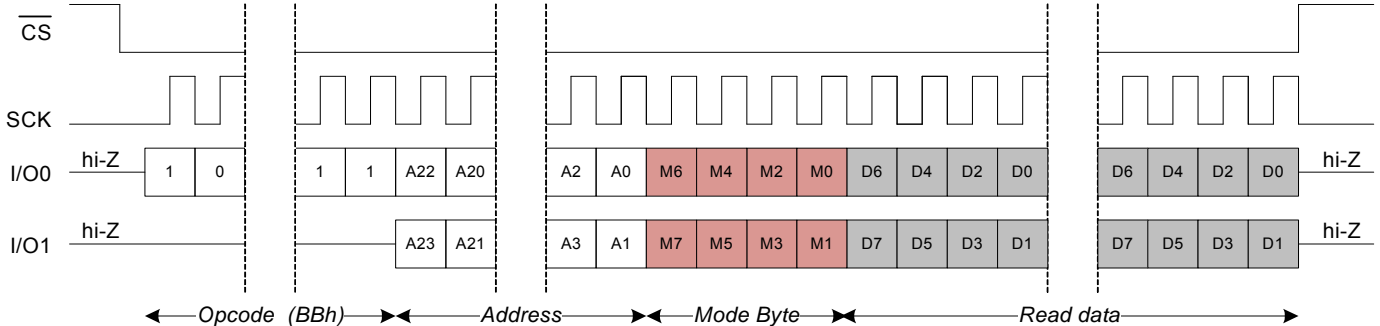 CS
SCK
I/O0 hi-Z 1 0 1 1 A22 A20 A2 A0 M6 M4 M2 M0 D6 D4 D2 D0 D6 D4 D2 D0 hi-Z
I/O1 hi-Z A23 A21 A3 A1 M7 M5 M3 M1 D7 D5 D3 D1 D7 D5 D3 D1 hi-Z
Opcode (BBh) Address Mode Byte Read data